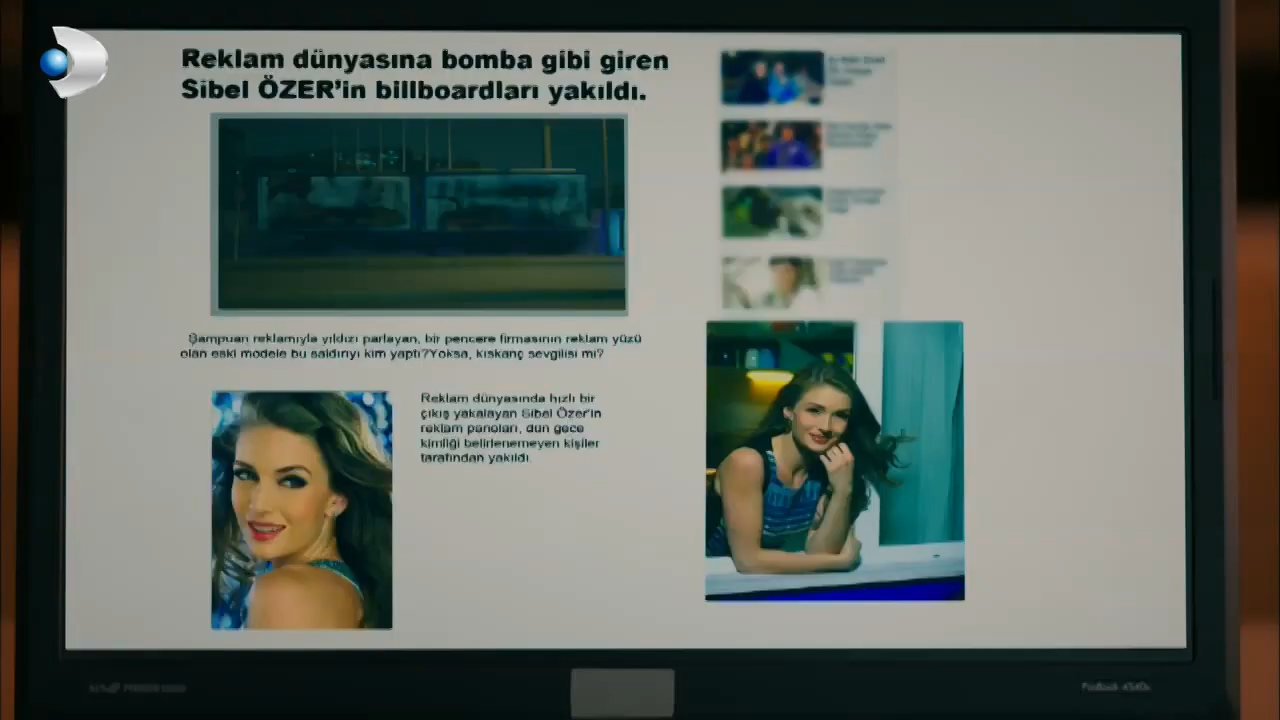 Reklam dünyasına bomba gibi giren
Sibel ÖZER'in billboardları yakıldı.
Şampuan reklamıyla yıldızı parlayan, bir pencere firmasının reklam yüzü
olan eski modele bu saldırıyı kim yaptı?Yoksa, kıskanç sevgilisi mi?
Reklam dünyasında hızlı bir
çıkış yakalayan Sibel Özer'in
reklam panoları, dün gece
kimliği belirlenemeyen kişiler
tarafından yakıldı.